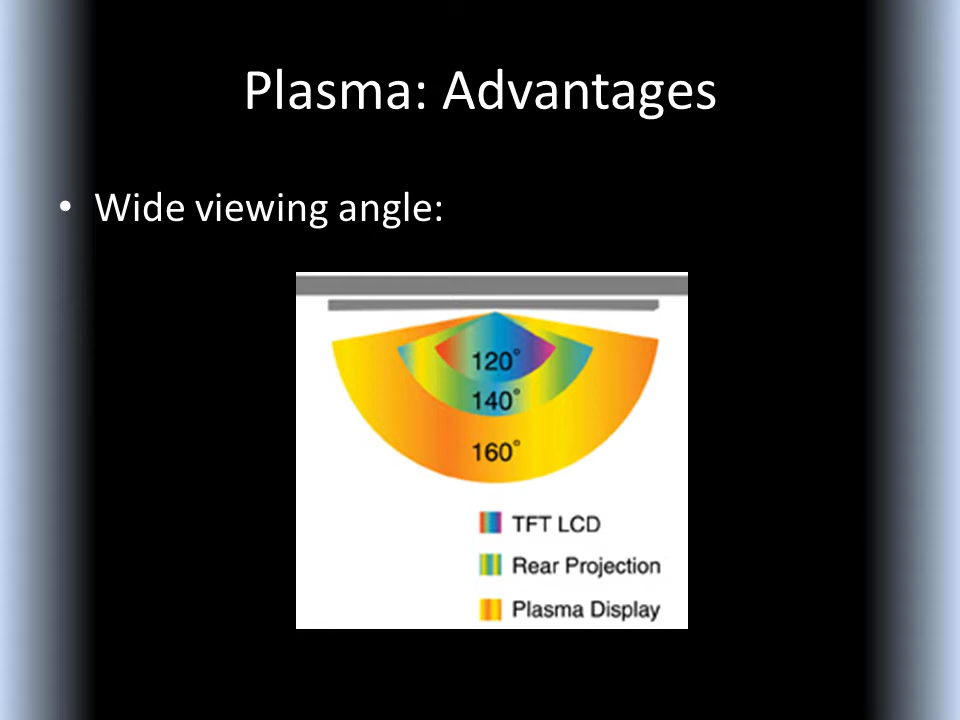 Plasma: Advantages
• Wide viewing angle:
120°
140°
160°
TFT LCD
Rear Projection
Plasma Display